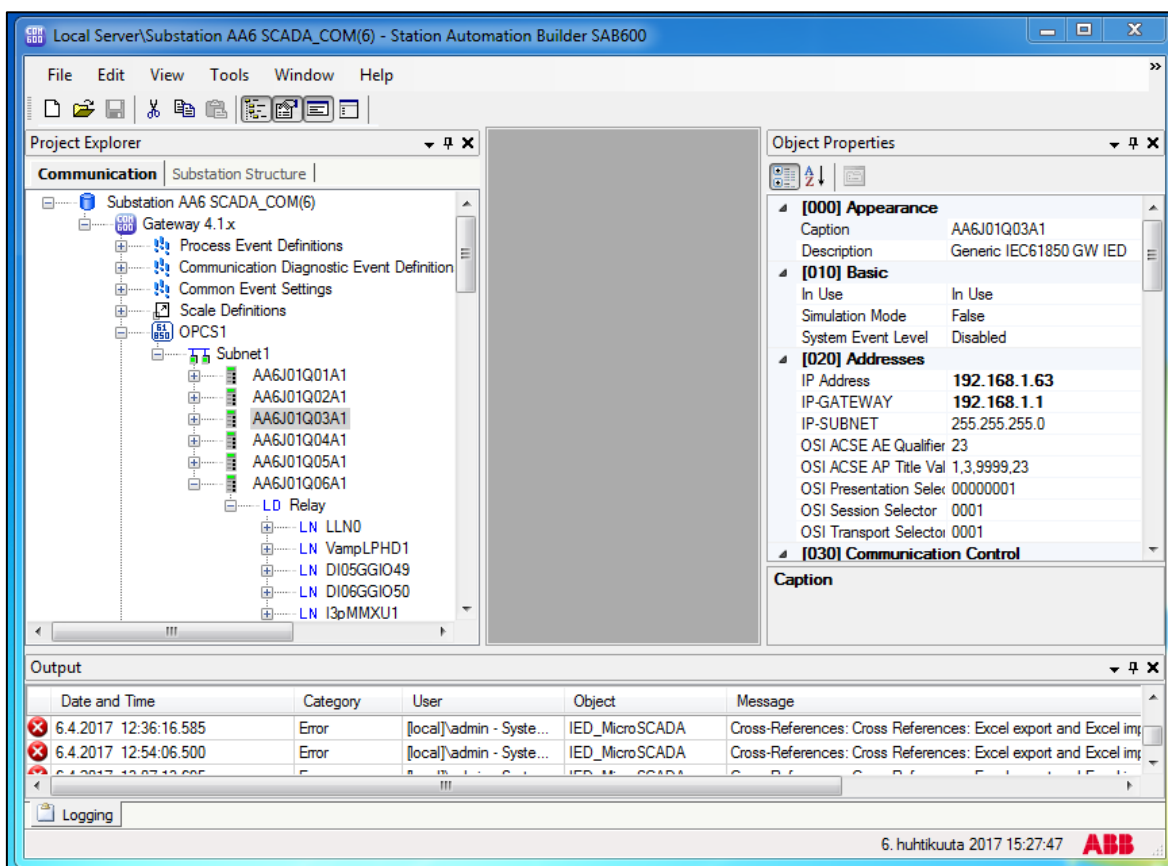 Local Server\Substation AA6 SCADA_COM(6) - Station Automation Builder SAB600
File Edit View Tools Window Help
Project Explorer
Communication Substation Structure
Substation AA6 SCADA_COM(6)
Gateway 4.1.x
Process Event Definitions
Communication Diagnostic Event Definition
Common Event Settings
Scale Definitions
OPCS1
Subnet1
AA6J01Q01A1
AA6J01Q02A1
AA6J01Q03A1
AA6J01Q04A1
AA6J01Q05A1
AA6J01Q06A1
LD Relay
LN LLN0
LN VampLPHD1
LN DI05GGIO49
LN DI06GGIO50
LN I3pMMXU1
Object Properties
[000] Appearance
Caption AA6J01Q03A1
Description Generic IEC61850 GW IED
[010] Basic
In Use In Use
Simulation Mode False
System Event Level Disabled
[020] Addresses
IP Address 192.168.1.63
IP-GATEWAY 192.168.1.1
IP-SUBNET 255.255.255.0
OSI ACSE AE Qualifier 23
OSI ACSE AP Title Val 1,3,9999,23
OSI Presentation Selec 00000001
OSI Session Selector 0001
OSI Transport Selector 0001
[030] Communication Control
Caption
Output
Date and Time Category User Object Message
6.4.2017 12:36:16.585 Error [local]\admin - Syste... IED_MicroSCADA Cross-References: Cross References: Excel export and Excel im
6.4.2017 12:54:06.500 Error [local]\admin - Syste... IED_MicroSCADA Cross-References: Cross References: Excel export and Excel im
Logging
6. huhtikuuta 2017 15:27:47 ABB